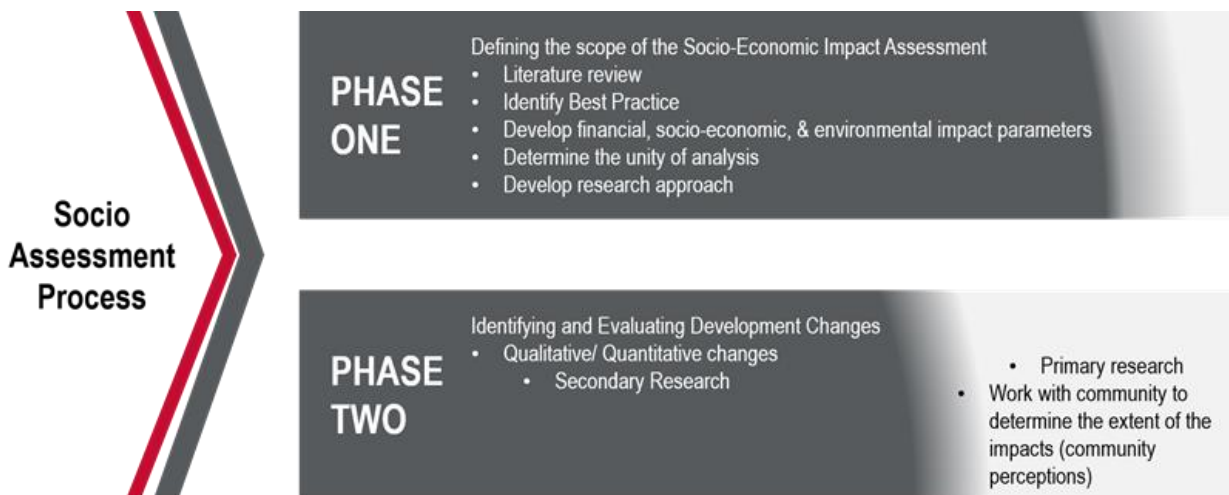 Socio
Assessment
Process
PHASE
ONE
Defining the scope of the Socio-Economic Impact Assessment
• Literature review
• Identify Best Practice
• Develop financial, socio-economic, & environmental impact parameters
• Determine the unity of analysis
• Develop research approach
PHASE
TWO
Identifying and Evaluating Development Changes
• Qualitative/ Quantitative changes
• Secondary Research
• Primary research
• Work with community to
determine the extent of the
impacts (community
perceptions)